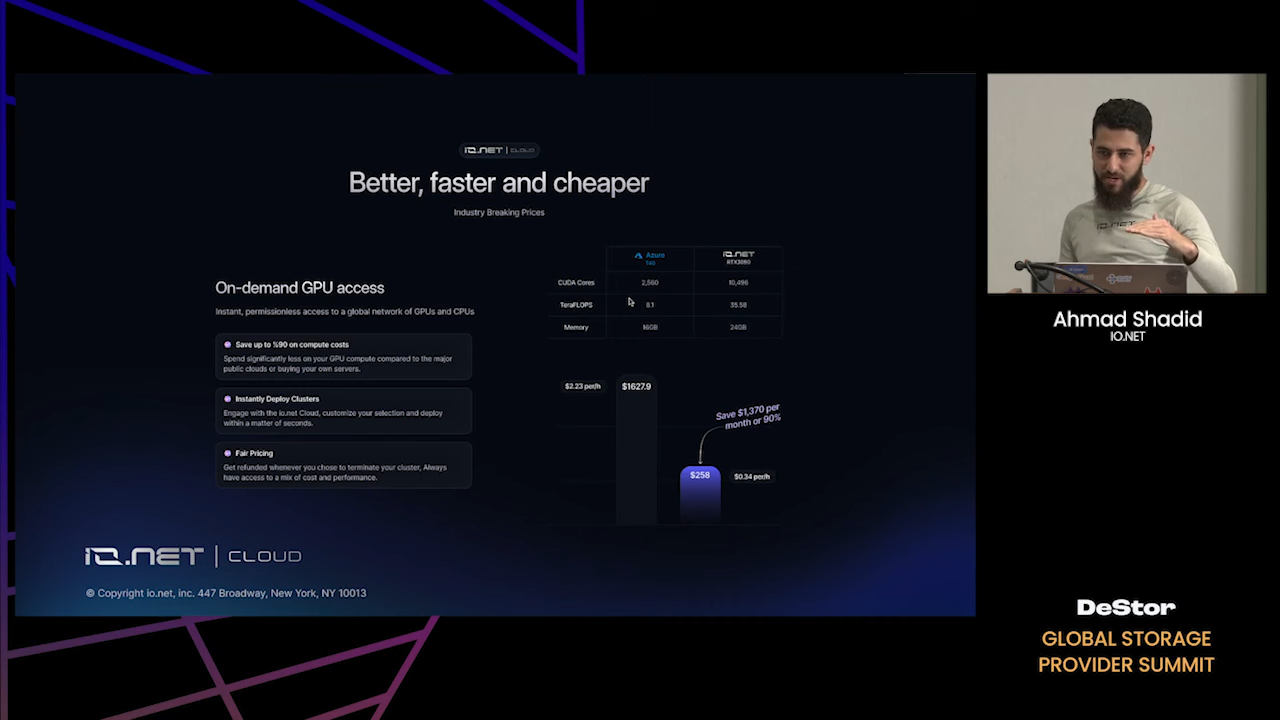 io.NET | CLOUD
Better, faster and cheaper
Industry Breaking Prices
On-demand GPU access
Instant, permissionless access to a global network of GPUs and CPUs
Save up to %90 on compute costs
Spend significantly less on your GPU compute compared to the major
public clouds or buying your own servers.
Instantly Deploy Clusters
Engage with the io.net Cloud, customize your selection and deploy
within a matter of seconds.
Fair Pricing
Get refunded whenever you chose to terminate your cluster, Always
have access to a mix of cost and performance.
Azure io.NET
T4G RTX3090
CUDA Cores 2,560 10,496
TeraFLOPS 8.1 35.58
Memory 16GB 24GB
$2.23 per/h $1627.9
Save $1,370 per
month or 90%
$258 $0.34 per/h
io.NET | CLOUD
© Copyright io.net, inc. 447 Broadway, New York, NY 10013
io.NET
Ahmad Shadid
IO.NET
DeStor
GLOBAL STORAGE
PROVIDER SUMMIT